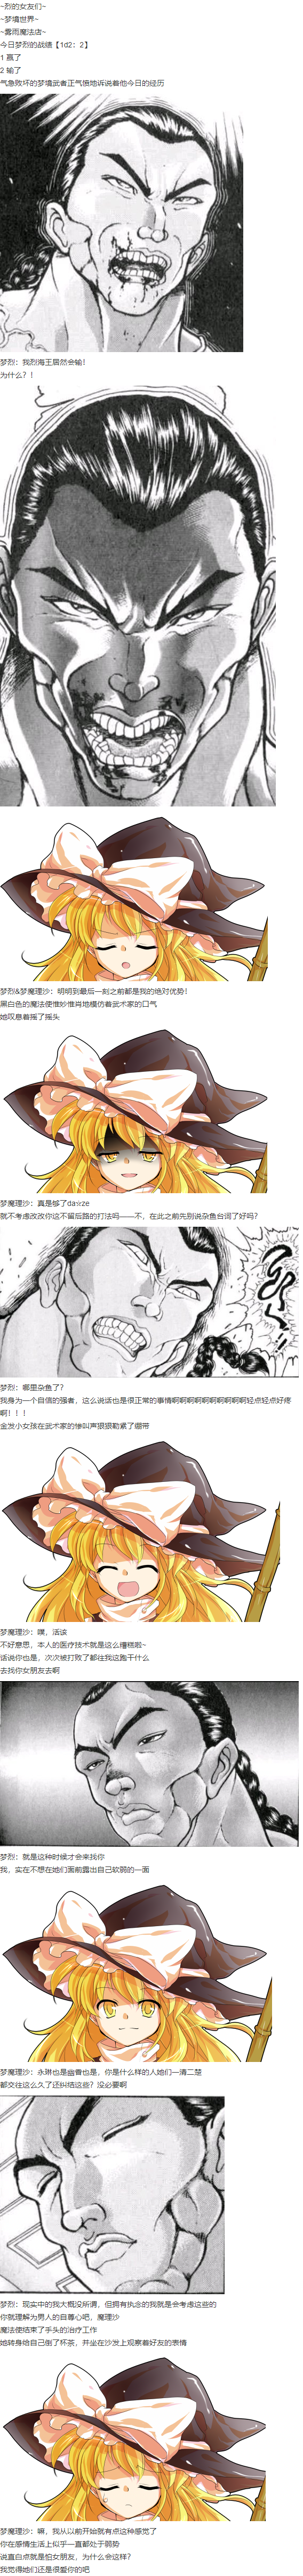 ~烈的女友们~
~梦境世界~
~雾雨魔法店~
今日梦烈的战绩【1d2：2】
1 赢了
2 输了
气急败坏的梦境武者正气愤地诉说着他今日的经历
梦烈：我烈海王居然会输！
为什么？！
梦烈&梦魔理沙：明明到最后一刻之前都是我的绝对优势！
黑白色的魔法使惟妙惟肖地模仿着武术家的口气
她叹息着摇了摇头
梦魔理沙：真是够了da☆ze
就不考虑改改你这不留后路的打法吗——不，在此之前先别说杂鱼台词了好吗？
梦烈：哪里杂鱼了？
我身为一个自信的强者，这么说话也是很正常的事情啊啊啊啊啊啊啊啊啊啊轻点轻点好疼
啊！！！
金发小女孩在武术家的惨叫声狠狠勒紧了绷带
梦魔理沙：噗，活该
不好意思，本人的医疗技术就是这么糟糕啦~
话说你也是，次次被打败了都往我这跑干什么
去找你女朋友去啊
梦烈：就是这种时候才会来找你
我，实在不想在她们面前露出自己软弱的一面
梦魔理沙：永琳也是幽香也是，你是什么样的人她们一清二楚
都交往这么久了还纠结这些？没必要啊
梦烈：现实中的我大概没所谓，但拥有执念的我就是会考虑这些的
你就理解为男人的自尊心吧，魔理沙
魔法使结束了手头的治疗工作
她转身给自己倒了杯茶，并坐在沙发上观察着好友的表情
梦魔理沙：嘛，我从以前开始就有点这种感觉了
你在感情生活上似乎一直都处于弱势
说直白点就是怕女朋友，为什么会这样？
我觉得她们还是很爱你的吧